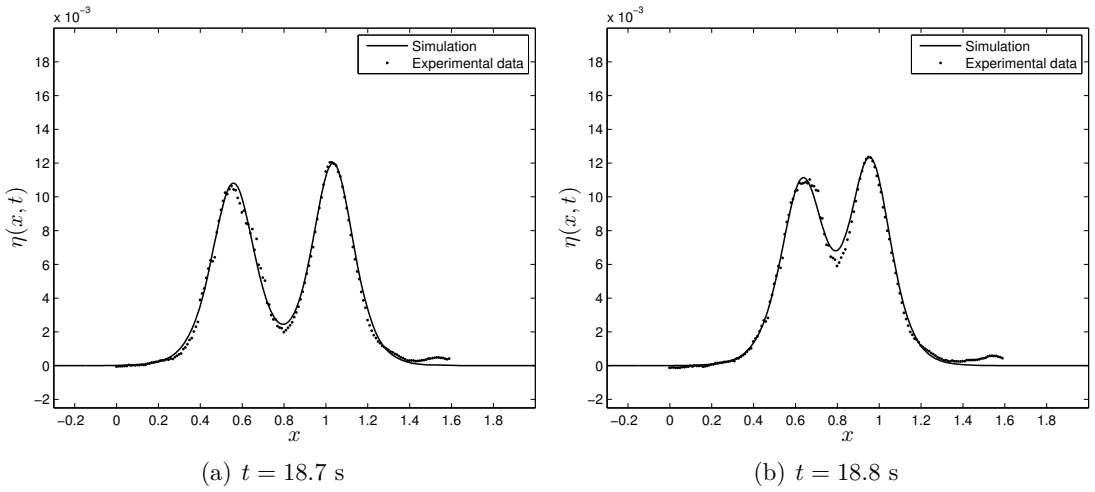 x 10⁻³
Simulation
Experimental data
18
16
14
12
10
8
6
4
2
0
−2
η(x, t)
−0.2 0 0.2 0.4 0.6 0.8 1 1.2 1.4 1.6 1.8
x
(a) t = 18.7 s
x 10⁻³
Simulation
Experimental data
18
16
14
12
10
8
6
4
2
0
−2
η(x, t)
−0.2 0 0.2 0.4 0.6 0.8 1 1.2 1.4 1.6 1.8
x
(b) t = 18.8 s